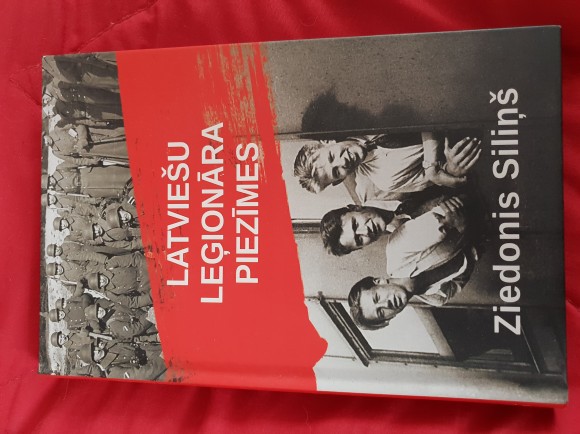 LATVIEŠU
LEĢIONĀRA
PIEZĪMES
Ziedonis Siliņš